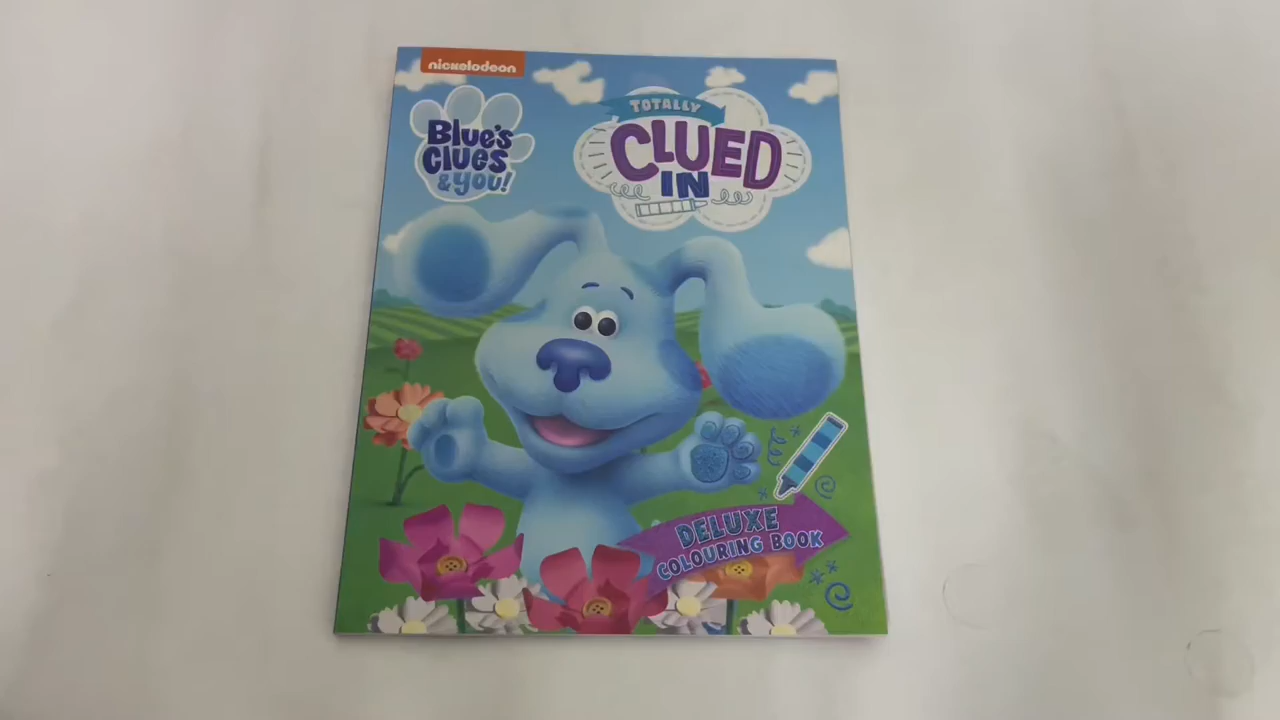 nickelodeon
Blue's
Clues
& You!
TOTALLY
CLUED
IN
DELUXE
COLOURING BOOK